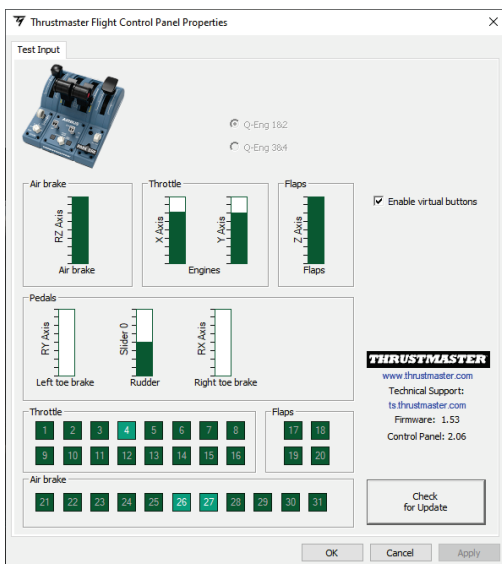 Thrustmaster Flight Control Panel Properties
Test Input
Q-Eng 1&2
Q-Eng 3&4
Air brake
Throttle
Flaps
Enable virtual buttons
RZ Axis
X Axis
Y Axis
Z Axis
Air brake
Engines
Flaps
Pedals
RY Axis
Slider 0
RX Axis
Left toe brake
Rudder
Right toe brake
THRUSTMASTER
www.thrustmaster.com
Technical Support:
ts.thrustmaster.com
Firmware: 1.53
Control Panel: 2.06
Throttle
1 2 3 4 5 6 7 8
9 10 11 12 13 14 15 16
Flaps
17 18
19 20
Air brake
21 22 23 24 25 26 27 28 29 30 31
Check
for Update
OK
Cancel
Apply